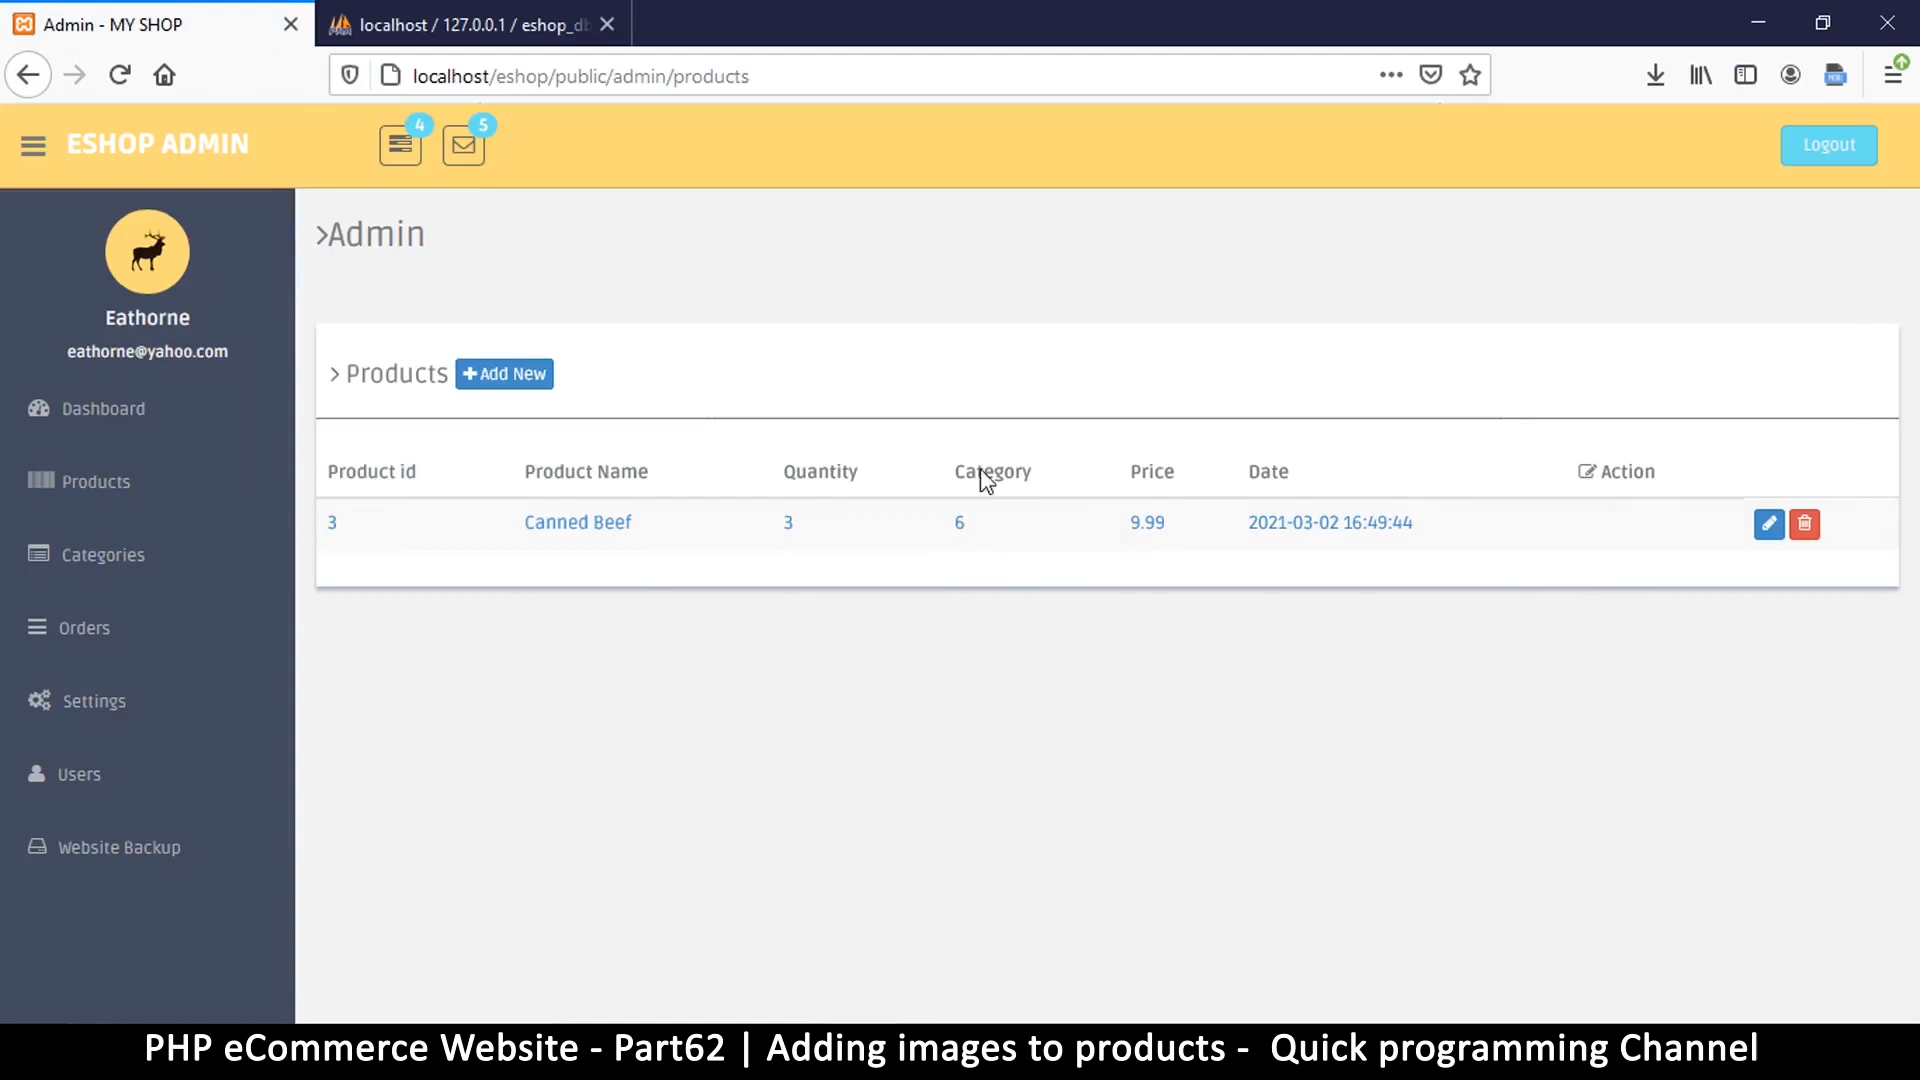 Admin - MY SHOP
localhost / 127.0.0.1 / eshop_db
localhost/eshop/public/admin/products
ESHOP ADMIN
4
5
Logout
Eathorne
eathorne@yahoo.com
Dashboard
Products
Categories
Orders
Settings
Users
Website Backup
>Admin
> Products
Add New
Product id Product Name Quantity Category Price Date Action
3 Canned Beef 3 6 9.99 2021-03-02 16:49:44
PHP eCommerce Website - Part62 | Adding images to products - Quick programming Channel